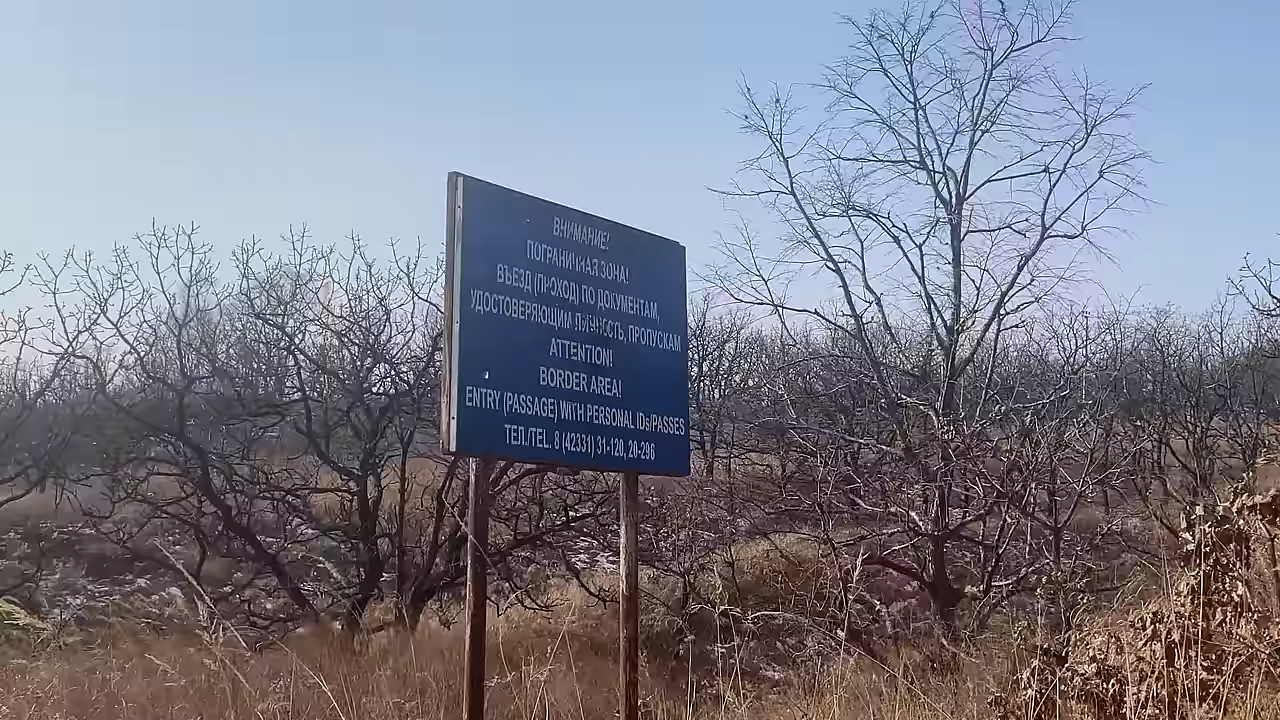 ВНИМАНИЕ!
ПОГРАНИЧНАЯ ЗОНА!
ВЪЕЗД (ПРОХОД) ПО ДОКУМЕНТАМ,
УДОСТОВЕРЯЮЩИМ ЛИЧНОСТЬ, ПРОПУСКАМ
ATTENTION!
BORDER AREA!
ENTRY (PASSAGE) WITH PERSONAL IDs/PASSES
ТЕЛ./TEL. 8 (42331) 31-120, 20-296